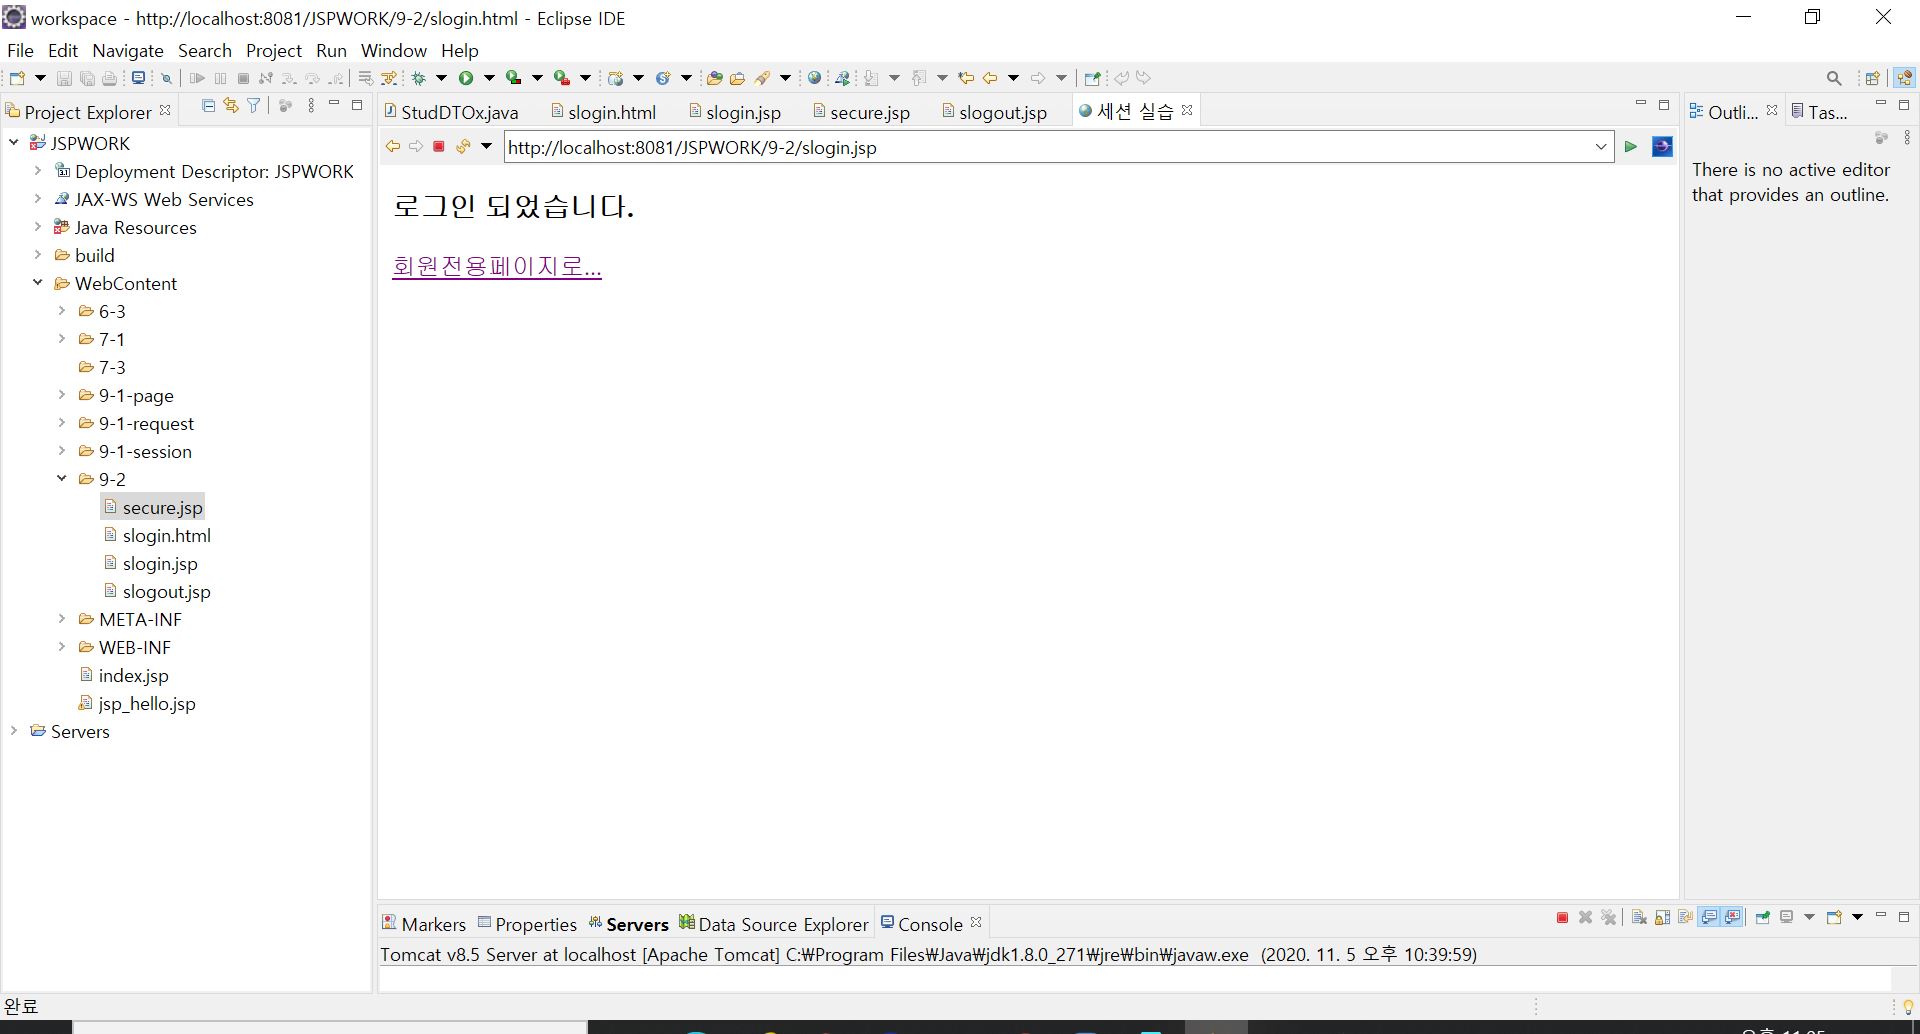 workspace - http://localhost:8081/JSPWORK/9-2/slogin.html - Eclipse IDE
File Edit Navigate Search Project Run Window Help
Project Explorer
JSPWORK
Deployment Descriptor: JSPWORK
JAX-WS Web Services
Java Resources
build
WebContent
6-3
7-1
7-3
9-1-page
9-1-request
9-1-session
9-2
secure.jsp
slogin.html
slogin.jsp
slogout.jsp
META-INF
WEB-INF
index.jsp
jsp_hello.jsp
Servers
StudDTOx.java slogin.html slogin.jsp secure.jsp slogout.jsp 세션 실습
http://localhost:8081/JSPWORK/9-2/slogin.jsp
로그인 되었습니다.
회원전용페이지로...
Outli... Tas...
There is no active editor
that provides an outline.
Markers Properties Servers Data Source Explorer Console
Tomcat v8.5 Server at localhost [Apache Tomcat] C:₩Program Files₩Java₩jdk1.8.0_271₩jre₩bin₩javaw.exe (2020. 11. 5 오후 10:39:59)
완료